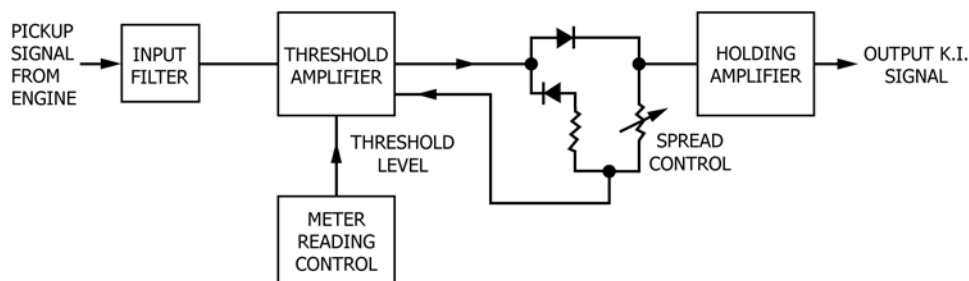 PICKUP
SIGNAL
FROM
ENGINE
INPUT
FILTER
THRESHOLD
AMPLIFIER
THRESHOLD
LEVEL
METER
READING
CONTROL
SPREAD
CONTROL
HOLDING
AMPLIFIER
OUTPUT K.I.
SIGNAL